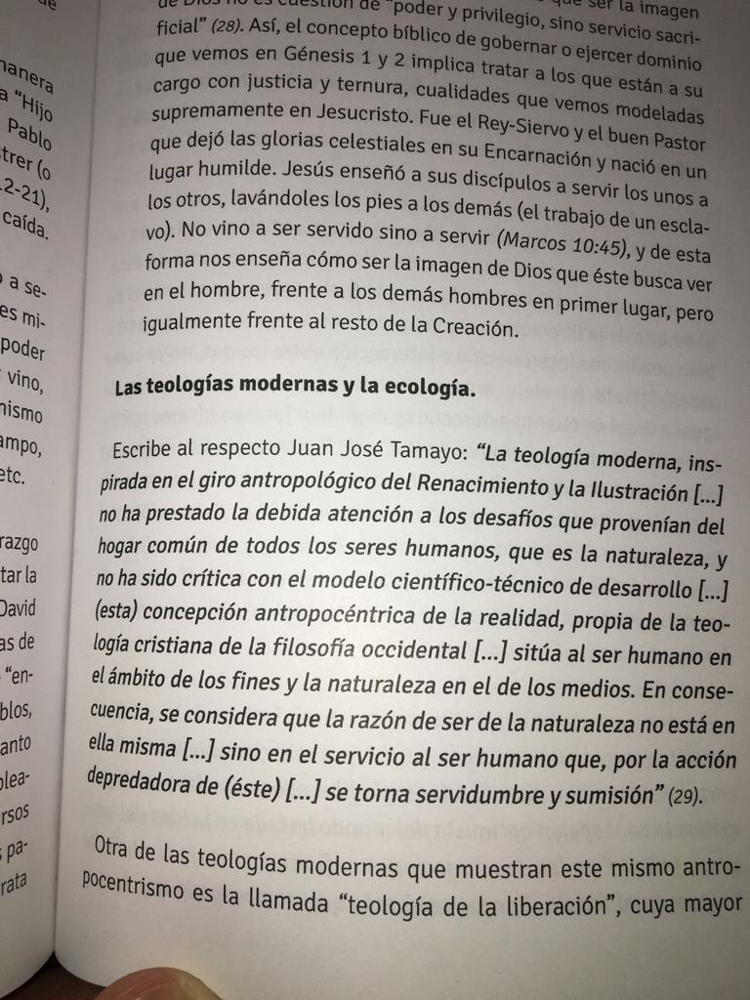 manera
a “Hijo
Pablo
trer (o
2-21),
caída.
a se-
es mi-
poder
vino,
nismo
ampo,
etc.
razgo
tar la
David
as de
“en-
blos,
anto
plea-
rsos
pa-
rata
de Dios no es cuestión de “poder y privilegio, sino servicio sacri-
ficial” (28). Así, el concepto bíblico de gobernar o ejercer dominio
que vemos en Génesis 1 y 2 implica tratar a los que están a su
cargo con justicia y ternura, cualidades que vemos modeladas
supremamente en Jesucristo. Fue el Rey-Siervo y el buen Pastor
que dejó las glorias celestiales en su Encarnación y nació en un
lugar humilde. Jesús enseñó a sus discípulos a servir los unos a
los otros, lavándoles los pies a los demás (el trabajo de un escla-
vo). No vino a ser servido sino a servir (Marcos 10:45), y de esta
forma nos enseña cómo ser la imagen de Dios que éste busca ver
en el hombre, frente a los demás hombres en primer lugar, pero
igualmente frente al resto de la Creación.
Las teologías modernas y la ecología.
Escribe al respecto Juan José Tamayo: “La teología moderna, ins-
pirada en el giro antropológico del Renacimiento y la Ilustración [...]
no ha prestado la debida atención a los desafíos que provenían del
hogar común de todos los seres humanos, que es la naturaleza, y
no ha sido crítica con el modelo científico-técnico de desarrollo [...]
(esta) concepción antropocéntrica de la realidad, propia de la teo-
logía cristiana de la filosofía occidental [...] sitúa al ser humano en
el ámbito de los fines y la naturaleza en el de los medios. En conse-
cuencia, se considera que la razón de ser de la naturaleza no está en
ella misma [...] sino en el servicio al ser humano que, por la acción
depredadora de (éste) [...] se torna servidumbre y sumisión” (29).
Otra de las teologías modernas que muestran este mismo antro-
pocentrismo es la llamada “teología de la liberación”, cuya mayor